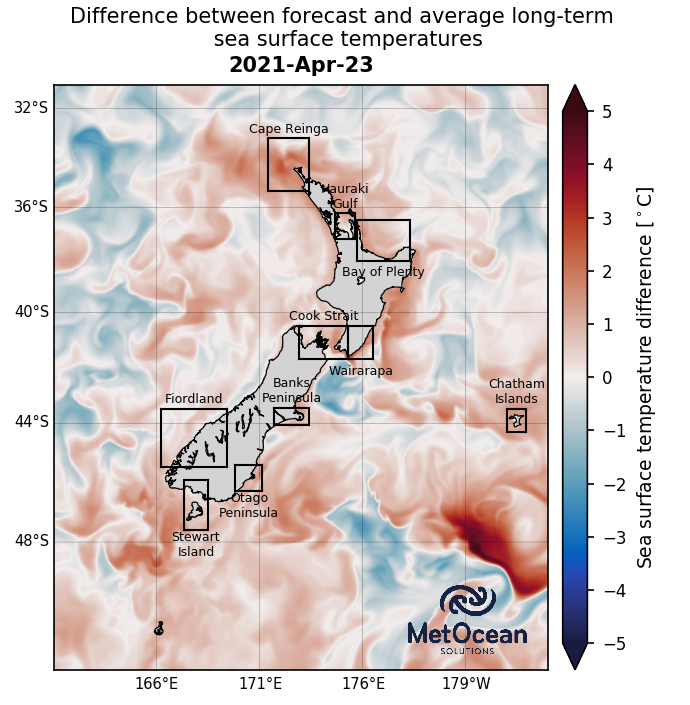 Difference between forecast and average long-term
sea surface temperatures
2021-Apr-23
32°S
36°S
40°S
44°S
48°S
Cape Reinga
Hauraki
Gulf
Bay of Plenty
Cook Strait
Wairarapa
Banks
Peninsula
Fiordland
Chatham
Islands
Otago
Peninsula
Stewart
Island
MetOcean
SOLUTIONS
166°E
171°E
176°E
179°W
5
4
3
2
1
0
−1
−2
−3
−4
−5
Sea surface temperature difference [°C]